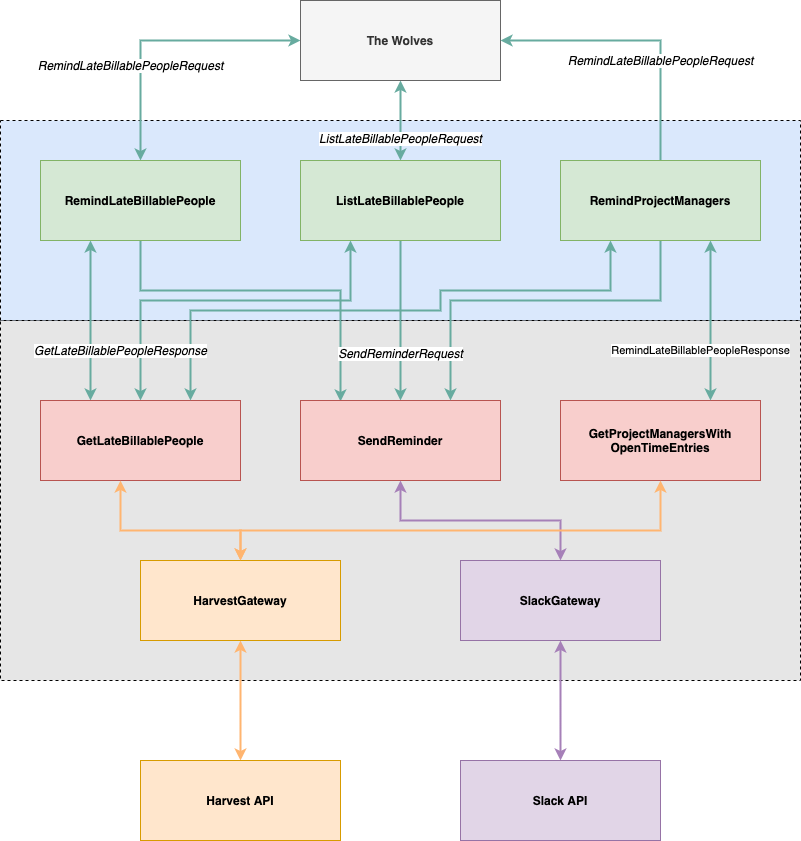 The Wolves
RemindLateBillablePeopleRequest
RemindLateBillablePeopleRequest
ListLateBillablePeopleRequest
RemindLateBillablePeople
ListLateBillablePeople
RemindProjectManagers
GetLateBillablePeopleResponse
SendReminderRequest
RemindLateBillablePeopleResponse
GetLateBillablePeople
SendReminder
GetProjectManagersWith
OpenTimeEntries
HarvestGateway
SlackGateway
Harvest API
Slack API